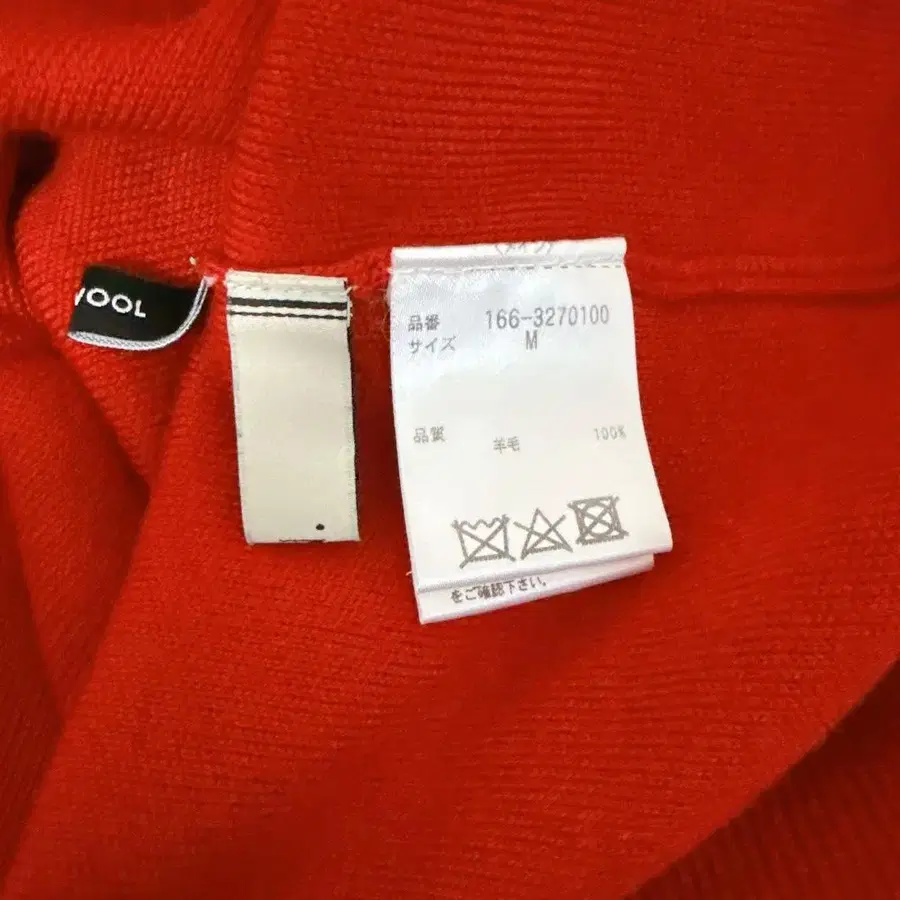 WOOL
品番 166-3270100
サイズ M
品質 羊毛 100%
をご確認下さい。